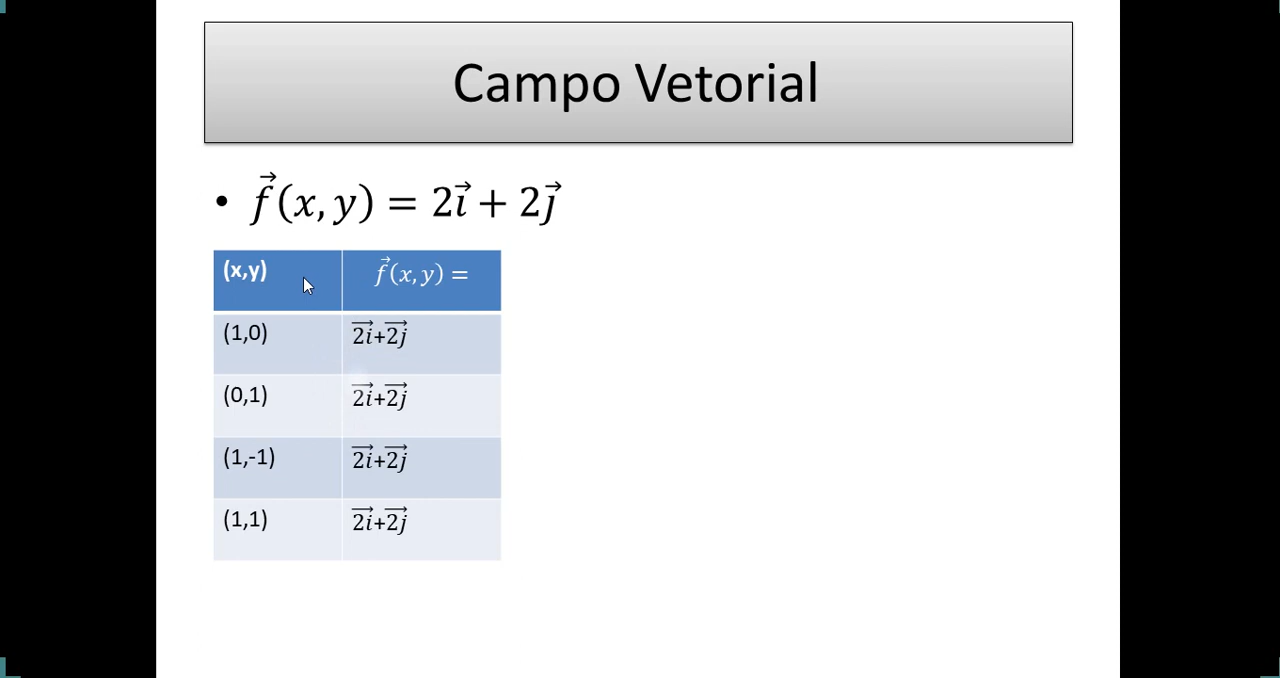 Campo Vetorial
• f⃗(x, y) = 2i⃗ + 2j⃗
(x,y) f⃗(x, y) =
(1,0) 2i⃗+2j⃗
(0,1) 2i⃗+2j⃗
(1,-1) 2i⃗+2j⃗
(1,1) 2i⃗+2j⃗